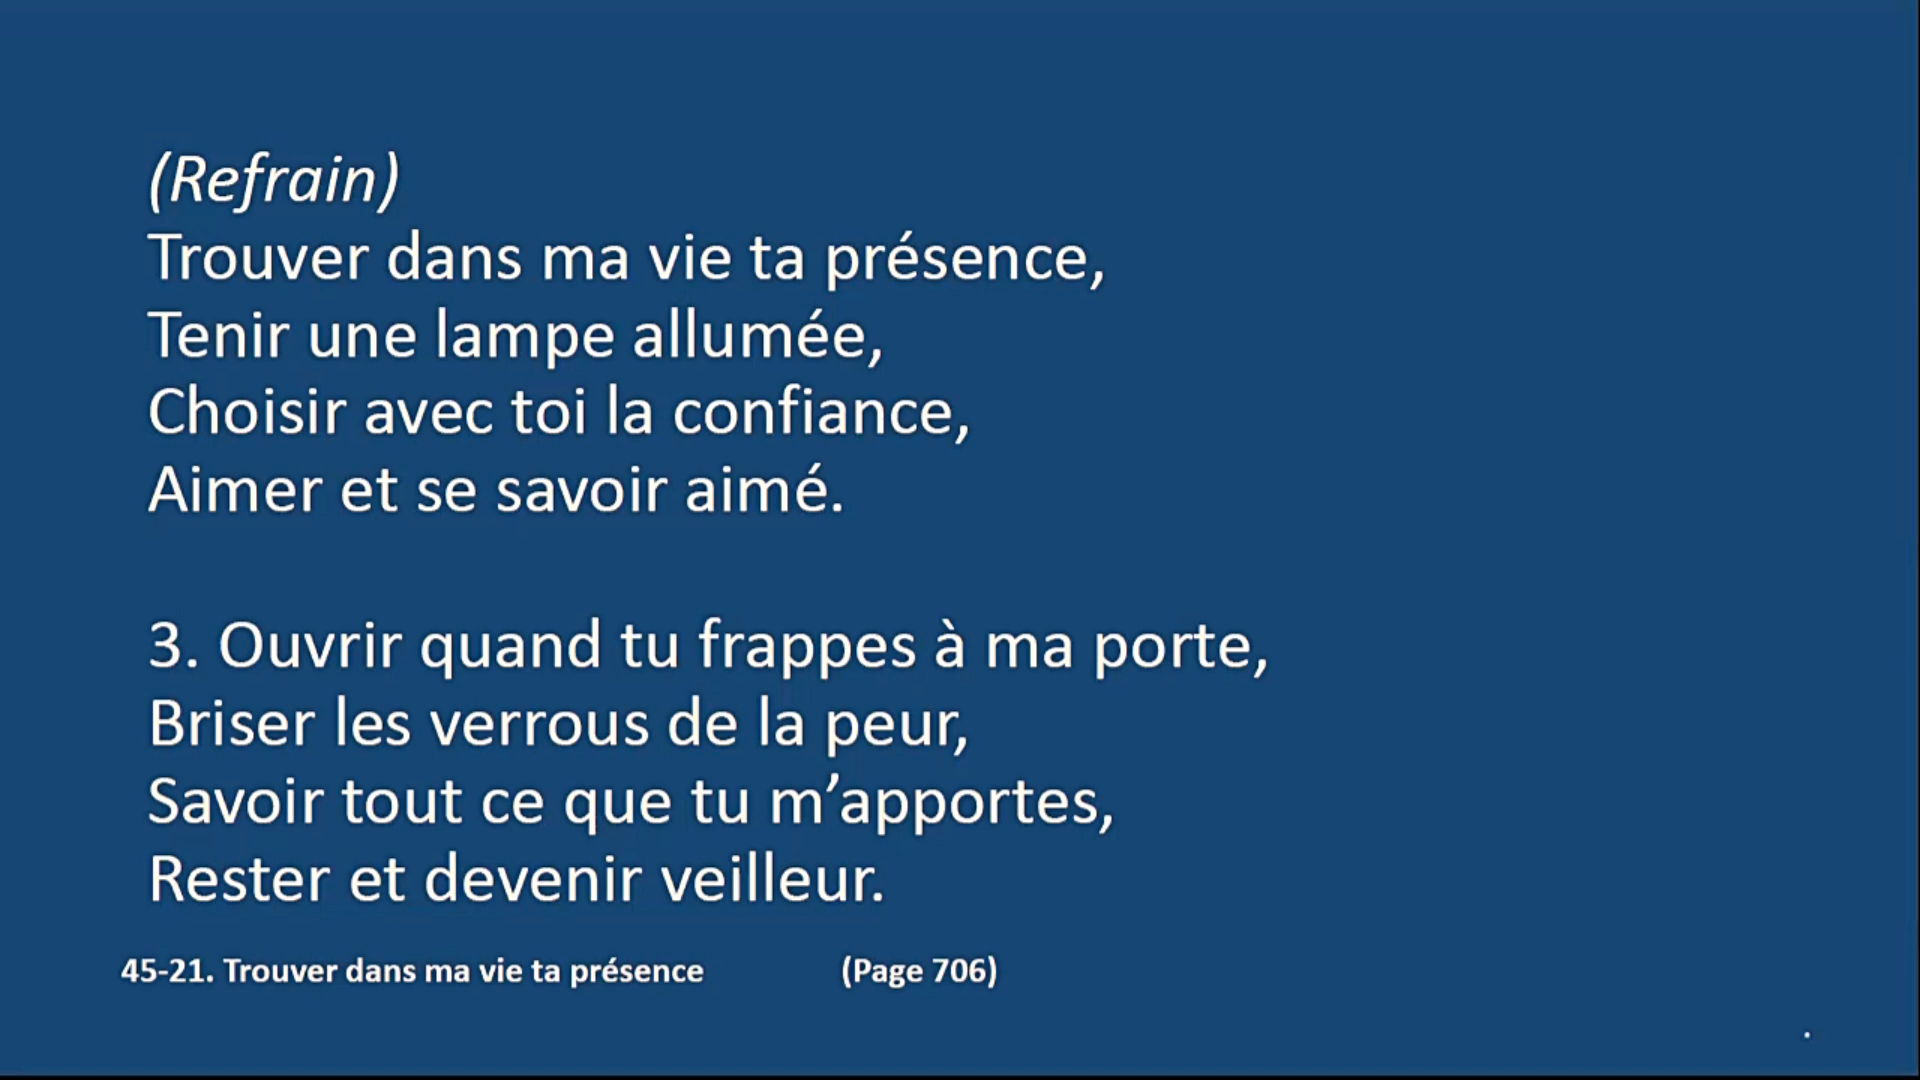 (Refrain)
Trouver dans ma vie ta présence,
Tenir une lampe allumée,
Choisir avec toi la confiance,
Aimer et se savoir aimé.
3. Ouvrir quand tu frappes à ma porte,
Briser les verrous de la peur,
Savoir tout ce que tu m’apportes,
Rester et devenir veilleur.
45-21. Trouver dans ma vie ta présence (Page 706)
.